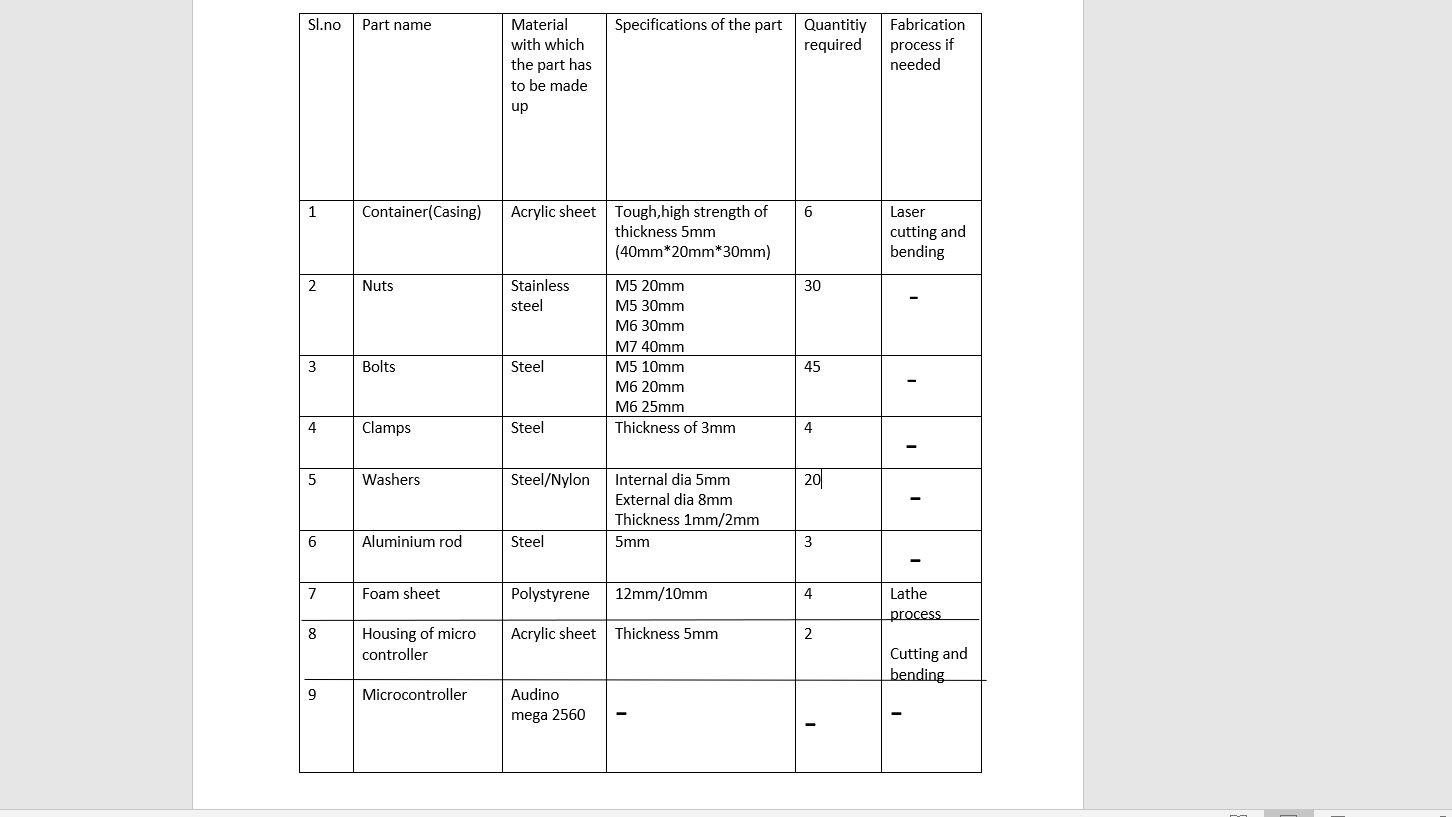 Sl.no Part name Material with which the part has to be made up Specifications of the part Quantitiy required Fabrication process if needed
1 Container(Casing) Acrylic sheet Tough,high strength of thickness 5mm (40mm*20mm*30mm) 6 Laser cutting and bending
2 Nuts Stainless steel M5 20mm M5 30mm M6 30mm M7 40mm 30 -
3 Bolts Steel M5 10mm M6 20mm M6 25mm 45 -
4 Clamps Steel Thickness of 3mm 4 -
5 Washers Steel/Nylon Internal dia 5mm External dia 8mm Thickness 1mm/2mm 20 -
6 Aluminium rod Steel 5mm 3 -
7 Foam sheet Polystyrene 12mm/10mm 4 Lathe process
8 Housing of micro controller Acrylic sheet Thickness 5mm 2 Cutting and bending
9 Microcontroller Audino mega 2560 - - -